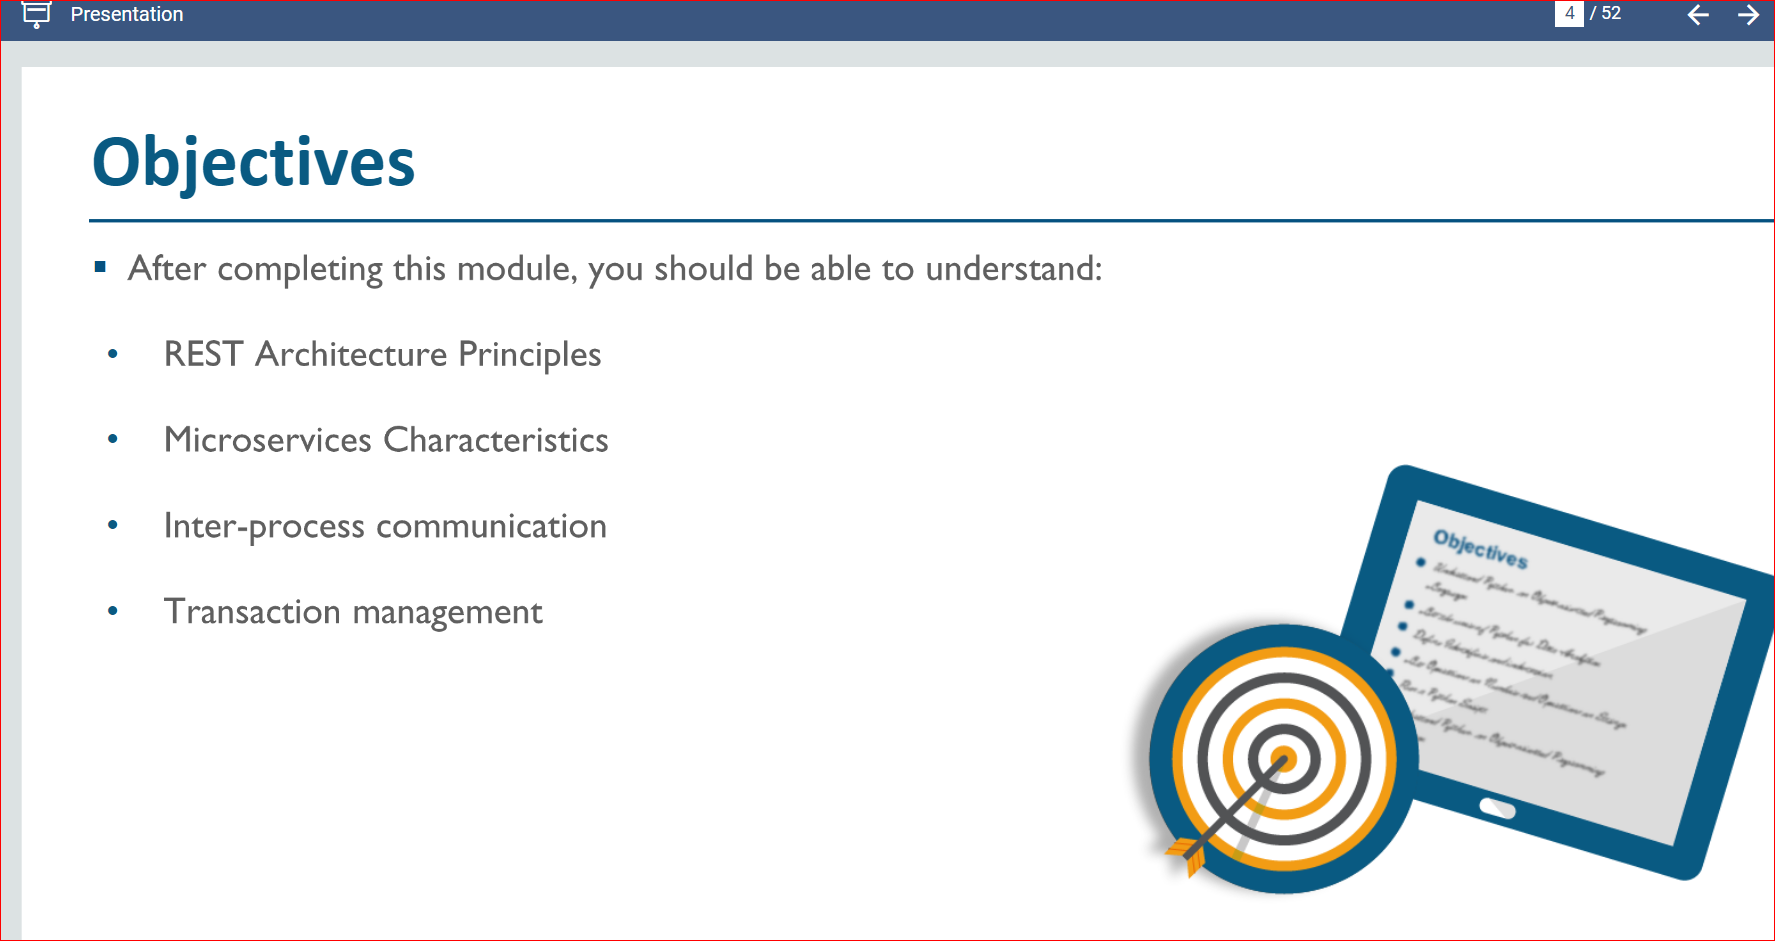 Presentation
4 / 52
Objectives
After completing this module, you should be able to understand:
REST Architecture Principles
Microservices Characteristics
Inter-process communication
Transaction management
Objectives